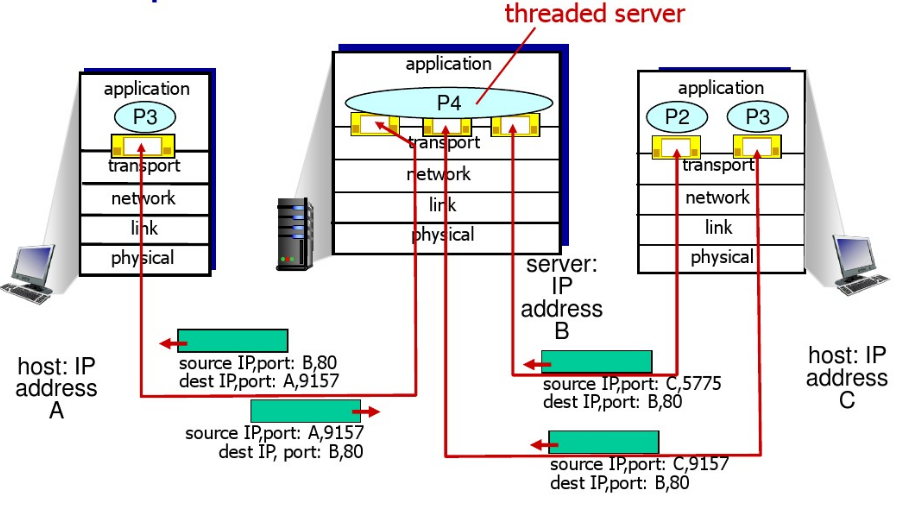 threaded server
application
P3
transport
network
link
physical
application
P4
transport
network
link
physical
application
P2
P3
transport
network
link
physical
host: IP
address
A
server:
IP
address
B
host: IP
address
C
source IP,port: B,80
dest IP,port: A,9157
source IP,port: A,9157
dest IP, port: B,80
source IP,port: C,5775
dest IP,port: B,80
source IP,port: C,9157
dest IP,port: B,80